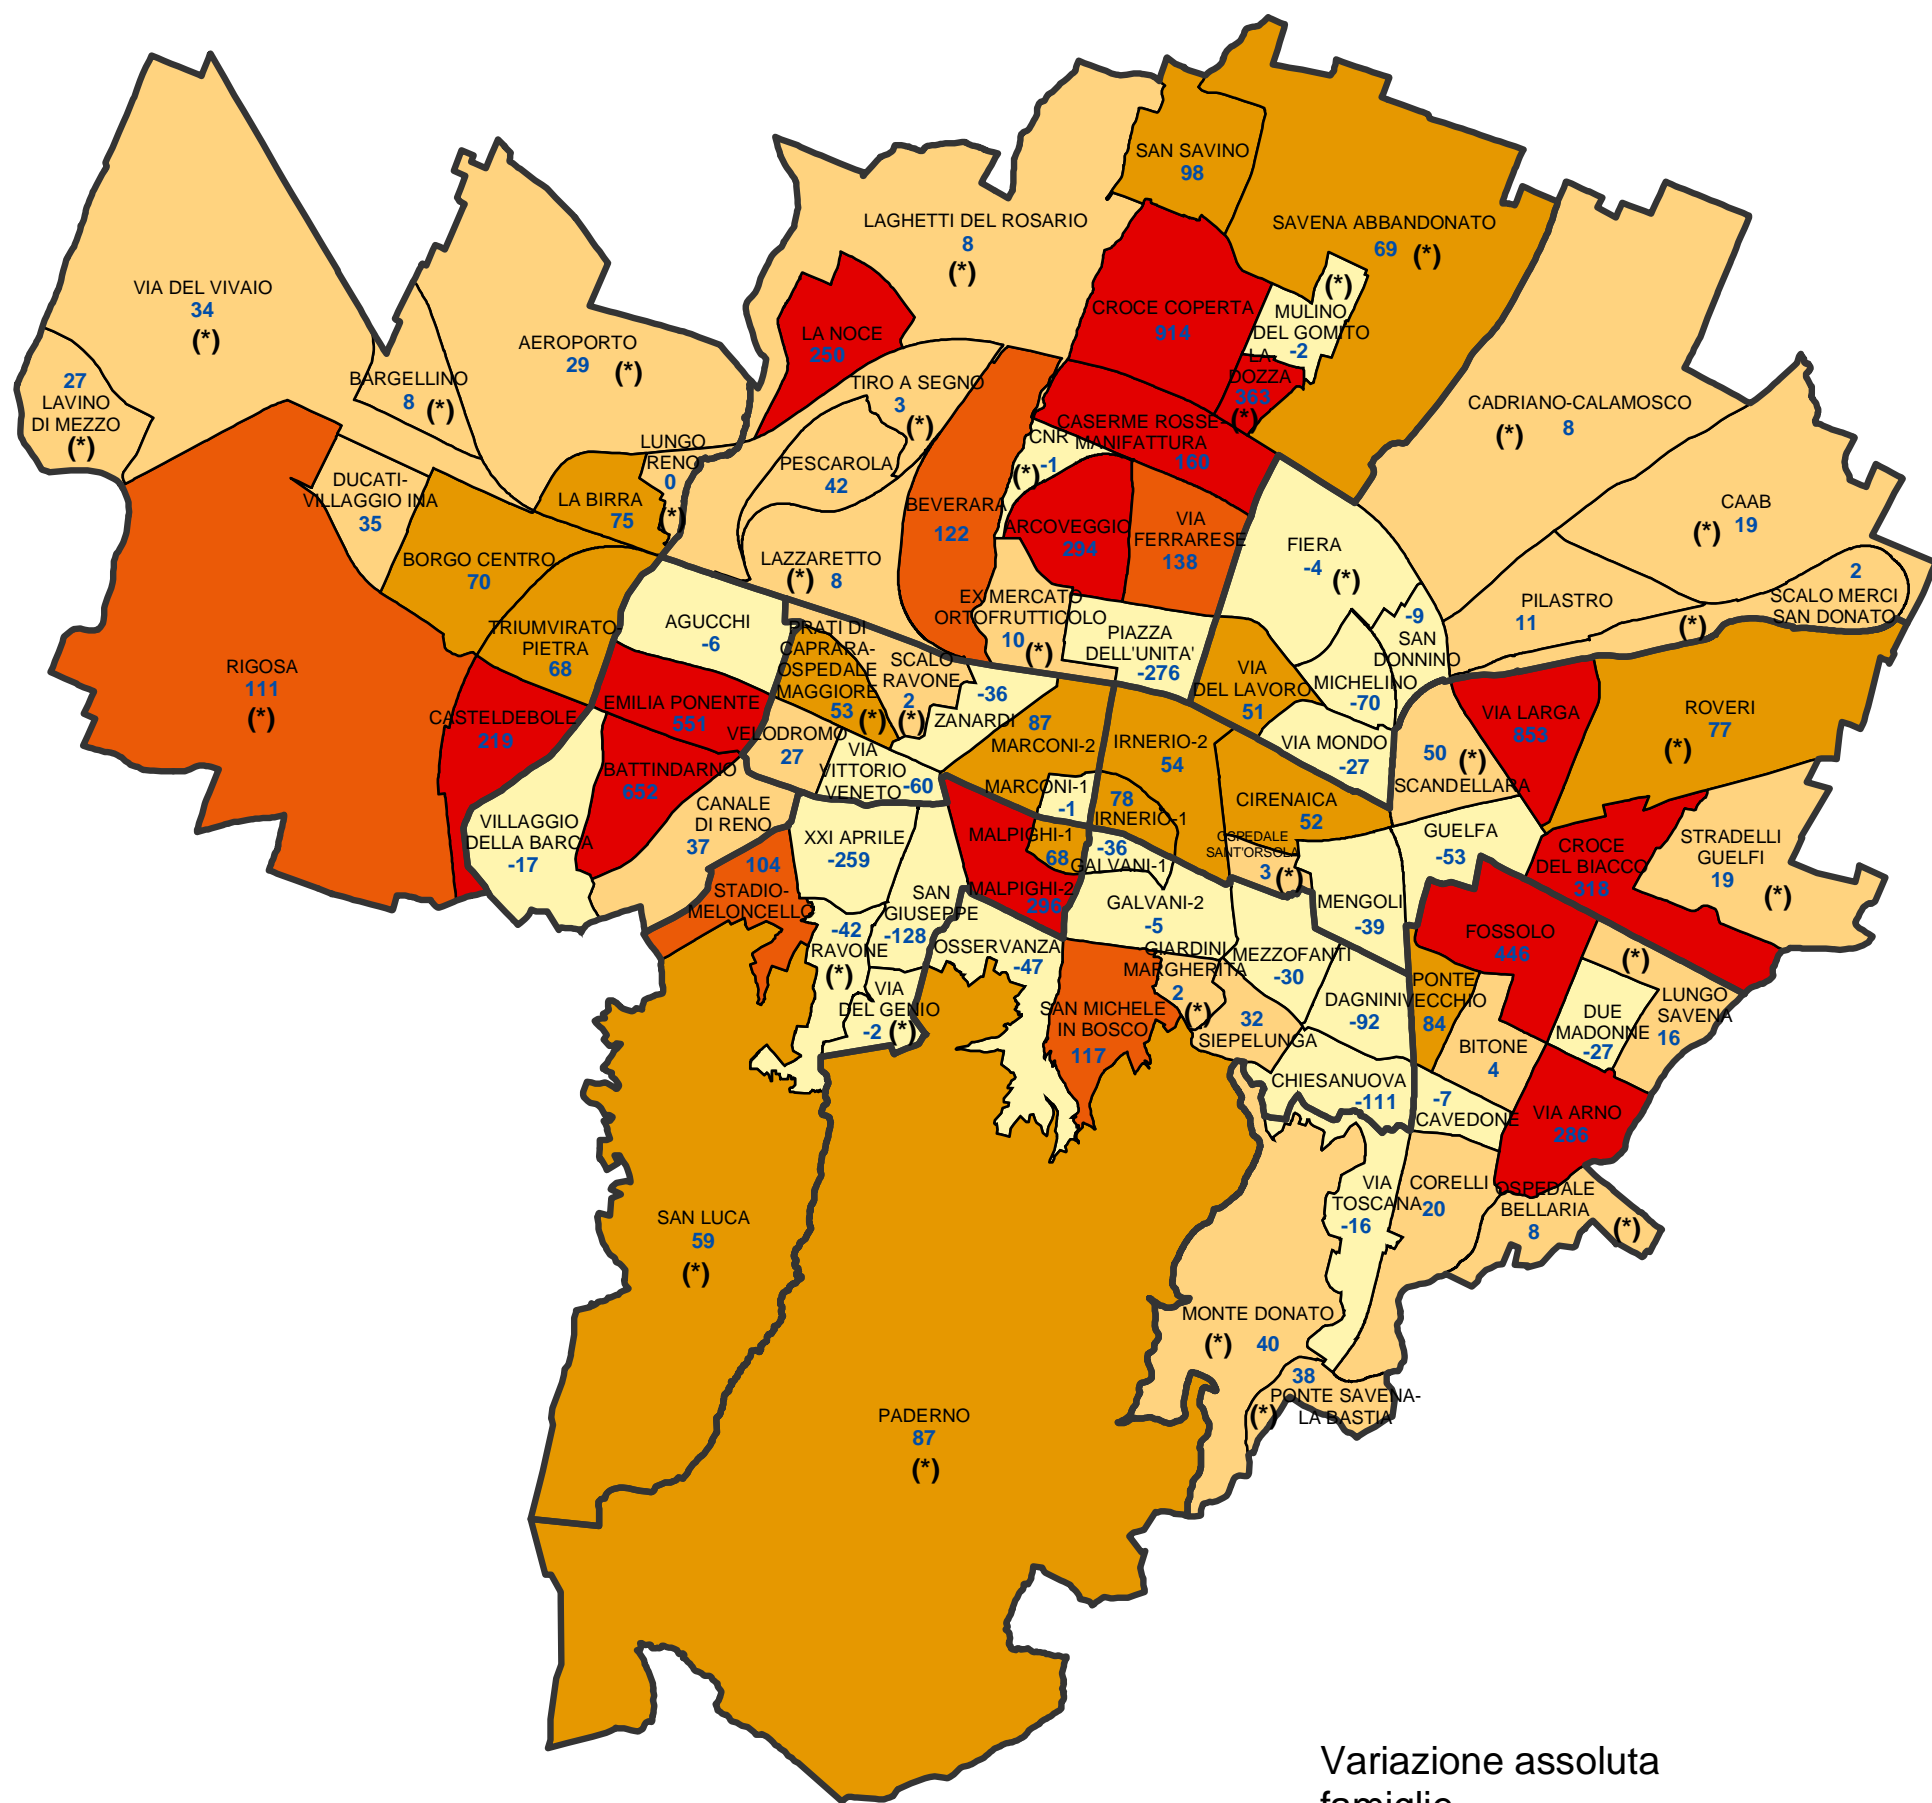 SAN SAVINO
98
LAGHETTI DEL ROSARIO
8
(*)
SAVENA ABBANDONATO
69 (*)
VIA DEL VIVAIO
34
(*)
AEROPORTO
29 (*)
LA NOCE
250
CROCE COPERTA
914
(*)
MULINO
DEL GOMITO
-2
LA
DOZZA
363
(*)
27
LAVINO
DI MEZZO
(*)
BARGELLINO
8 (*)
TIRO A SEGNO
3
(*)
CADRIANO-CALAMOSCO
(*) 8
CASERME ROSSE-
MANIFATTURA
160
CNR
(*) -1
LUNGO
RENO
0
(*)
PESCAROLA
42
DUCATI-
VILLAGGIO INA
35
LA BIRRA
75
BEVERARA
122
ARCOVEGGIO
294
VIA
FERRARESE
138
CAAB
(*) 19
FIERA
-4 (*)
BORGO CENTRO
70
LAZZARETTO
(*) 8
2
SCALO MERCI
SAN DONATO
(*)
PILASTRO
11
EX MERCATO
ORTOFRUTTICOLO
10 (*)
AGUCCHI
-6
TRIUMVIRATO-
PIETRA
68
PRATI DI
CAPRARA-
OSPEDALE
MAGGIORE
53 (*)
SCALO
RAVONE
2
(*)
PIAZZA
DELL'UNITA'
-276
-9
SAN
DONNINO
RIGOSA
111
(*)
VIA
DEL LAVORO
51
MICHELINO
-70
EMILIA PONENTE
551
-36
ZANARDI
CASTELDEBOLE
219
VELODROMO
27
VIA
VITTORIO
VENETO -60
87
MARCONI-2
IRNERIO-2
54
VIA MONDO
-27
VIA LARGA
853
ROVERI
(*) 77
50 (*)
SCANDELLARA
BATTINDARNO
652
MARCONI-1
-1
78
IRNERIO-1
CIRENAICA
52
CANALE
DI RENO
37
VILLAGGIO
DELLA BARCA
-17
XXI APRILE
-259
MALPIGHI-1
68
-36
GALVANI-1
OSPEDALE
SANT'ORSOLA
3 (*)
GUELFA
-53
CROCE
DEL BIACCO
318
STRADELLI
GUELFI
19
(*)
104
STADIO-
MELONCELLO
SAN
GIUSEPPE
-128
MALPIGHI-2
296
GALVANI-2
-5
MENGOLI
-39
-42
RAVONE
(*)
OSSERVANZA
-47
GIARDINI
MARGHERITA
2
(*)
MEZZOFANTI
-30
FOSSOLO
446
(*)
LUNGO
SAVENA
16
VIA
DEL GENIO
-2 (*)
SAN MICHELE
IN BOSCO
117
32
SIEPELUNGA
DAGNINI
-92
PONTE
VECCHIO
84
DUE
MADONNE
-27
BITONE
4
CHIESANUOVA
-111
-7
CAVEDONE
VIA ARNO
286
VIA
TOSCANA
-16
CORELLI
20
OSPEDALE
BELLARIA
8
(*)
SAN LUCA
59
(*)
MONTE DONATO
(*) 40
38
PONTE SAVENA-
LA BASTIA
(*)
PADERNO
87
(*)
Variazione assoluta
famiglie